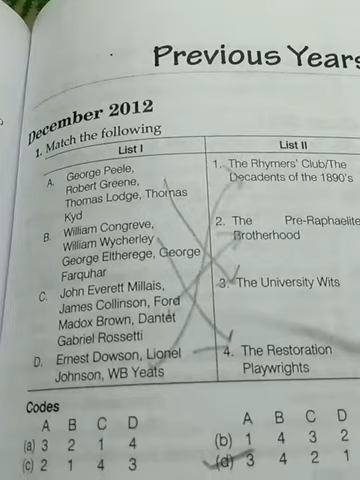 Previous Years
December 2012
1. Match the following
List I
List II
A. George Peele,
Robert Greene,
Thomas Lodge, Thomas
Kyd
B. William Congreve,
William Wycherley
George Eltherege, George
Farquhar
C. John Everett Millais,
James Collinson, Ford
Madox Brown, Dantet
Gabriel Rossetti
D. Ernest Dowson, Lionel
Johnson, WB Yeats
1. The Rhymers' Club/The
Decadents of the 1890's
2. The Pre-Raphaelite
Brotherhood
3. The University Wits
4. The Restoration
Playwrights
Codes
A B C D
(a) 3 2 1 4
(c) 2 1 4 3
A B C D
(b) 1 4 3 2
(d) 3 4 2 1